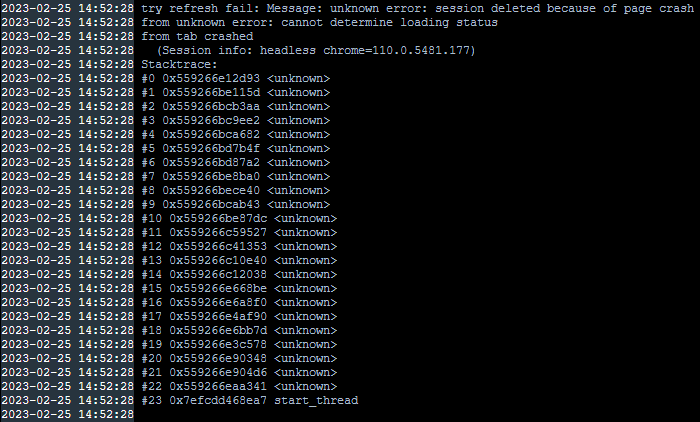 2023-02-25 14:52:28 try refresh fail: Message: unknown error: session deleted because of page crash
2023-02-25 14:52:28 from unknown error: cannot determine loading status
2023-02-25 14:52:28 from tab crashed
2023-02-25 14:52:28   (Session info: headless chrome=110.0.5481.177)
2023-02-25 14:52:28 Stacktrace:
2023-02-25 14:52:28 #0 0x559266e12d93 <unknown>
2023-02-25 14:52:28 #1 0x559266be115d <unknown>
2023-02-25 14:52:28 #2 0x559266bcb3aa <unknown>
2023-02-25 14:52:28 #3 0x559266bc9ee2 <unknown>
2023-02-25 14:52:28 #4 0x559266bca682 <unknown>
2023-02-25 14:52:28 #5 0x559266bd7b4f <unknown>
2023-02-25 14:52:28 #6 0x559266bd87a2 <unknown>
2023-02-25 14:52:28 #7 0x559266be8ba0 <unknown>
2023-02-25 14:52:28 #8 0x559266bece40 <unknown>
2023-02-25 14:52:28 #9 0x559266bcab43 <unknown>
2023-02-25 14:52:28 #10 0x559266be87dc <unknown>
2023-02-25 14:52:28 #11 0x559266c59527 <unknown>
2023-02-25 14:52:28 #12 0x559266c41353 <unknown>
2023-02-25 14:52:28 #13 0x559266c10e40 <unknown>
2023-02-25 14:52:28 #14 0x559266c12038 <unknown>
2023-02-25 14:52:28 #15 0x559266e668be <unknown>
2023-02-25 14:52:28 #16 0x559266e6a8f0 <unknown>
2023-02-25 14:52:28 #17 0x559266e4af90 <unknown>
2023-02-25 14:52:28 #18 0x559266e6bb7d <unknown>
2023-02-25 14:52:28 #19 0x559266e3c578 <unknown>
2023-02-25 14:52:28 #20 0x559266e90348 <unknown>
2023-02-25 14:52:28 #21 0x559266e904d6 <unknown>
2023-02-25 14:52:28 #22 0x559266eaa341 <unknown>
2023-02-25 14:52:28 #23 0x7efcdd468ea7 start_thread
2023-02-25 14:52:28